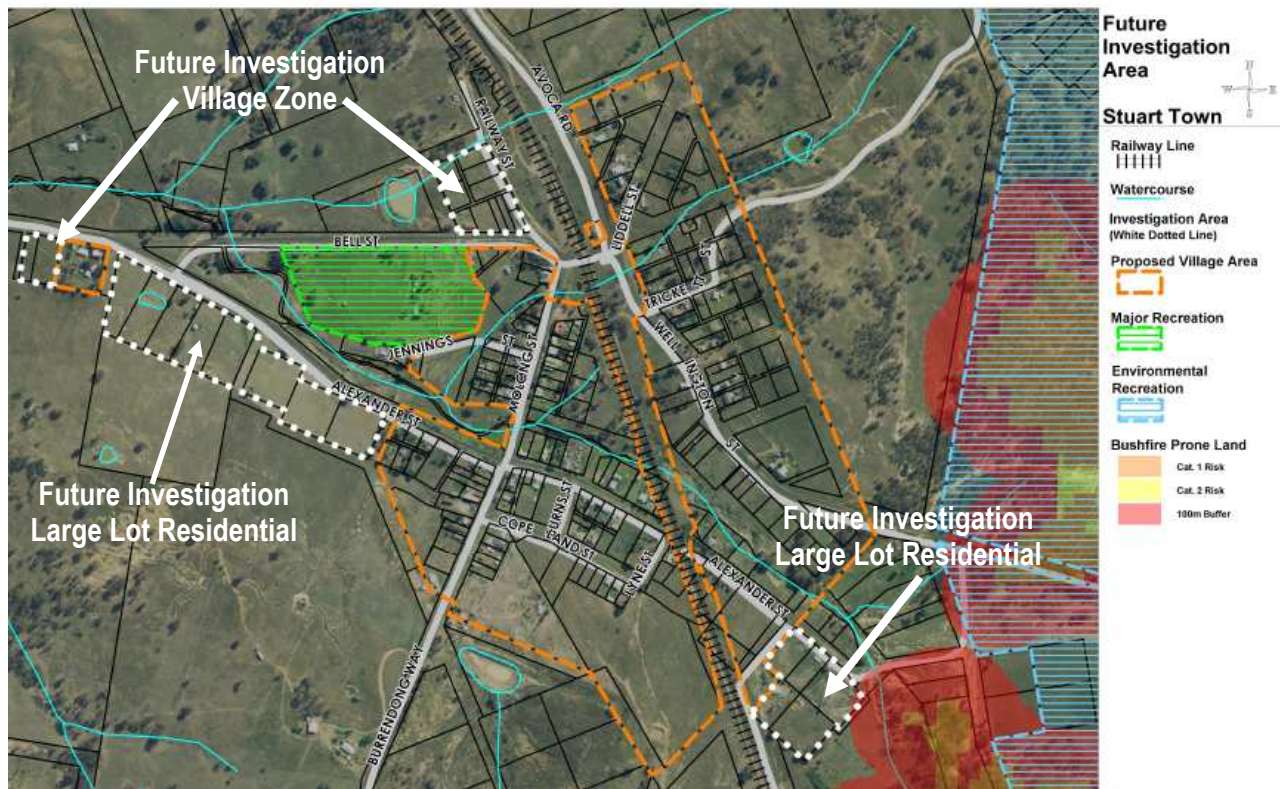 Future Investigation
Village Zone
AVOCA RD
RAILWAY ST
LIDDELL ST
BELL ST
TRICKETT ST
JENNINGS
ST
MOLONG ST
WELLINGTON
ST
ALEXANDER ST
Future Investigation
Large Lot Residential
BURNS ST
COPELAND ST
LYNE ST
Future Investigation
Large Lot Residential
ALEXANDER ST
BURRENDONG WAY
Future
Investigation
Area
N
W
E
S
Stuart Town
Railway Line
Watercourse
Investigation Area
(White Dotted Line)
Proposed Village Area
Major Recreation
Environmental
Recreation
Bushfire Prone Land
Cat. 1 Risk
Cat. 2 Risk
100m Buffer